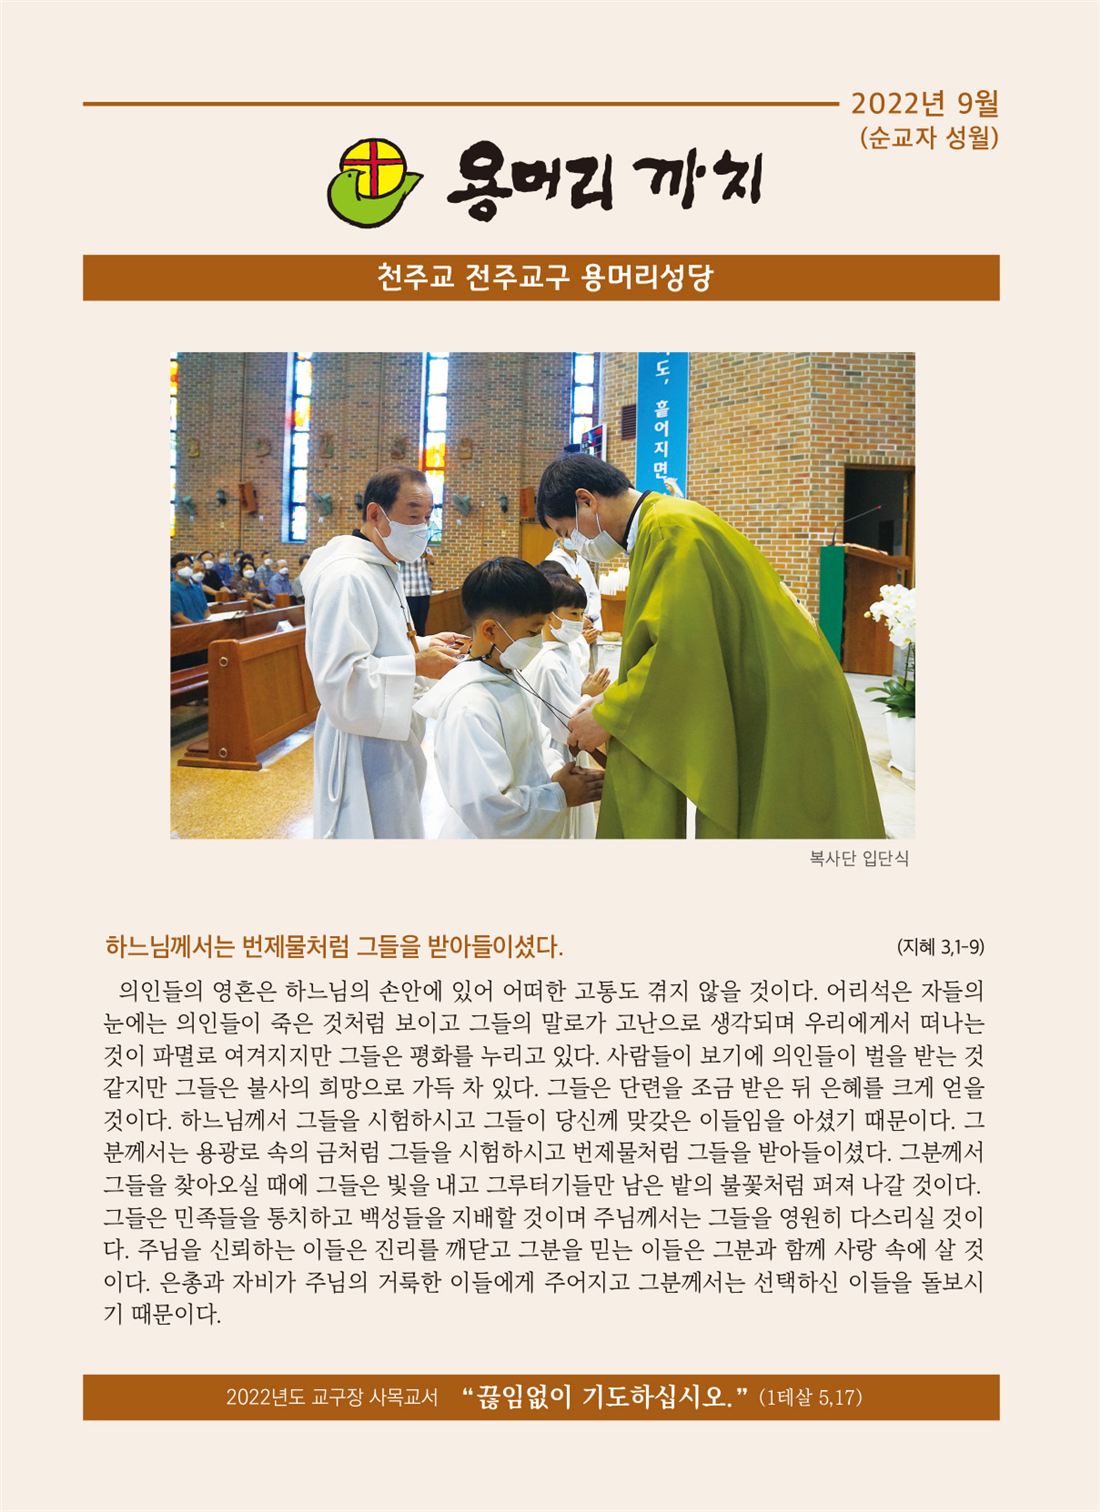 2022년 9월
(순교자 성월)
용머리 까치
천주교 전주교구 용머리성당
도, 흩어지면
복사단 입단식
하느님께서는 번제물처럼 그들을 받아들이셨다.
(지혜 3,1-9)
의인들의 영혼은 하느님의 손안에 있어 어떠한 고통도 겪지 않을 것이다. 어리석은 자들의
눈에는 의인들이 죽은 것처럼 보이고 그들의 말로가 고난으로 생각되며 우리에게서 떠나는
것이 파멸로 여겨지지만 그들은 평화를 누리고 있다. 사람들이 보기에 의인들이 벌을 받는 것
같지만 그들은 불사의 희망으로 가득 차 있다. 그들은 단련을 조금 받은 뒤 은혜를 크게 얻을
것이다. 하느님께서 그들을 시험하시고 그들이 당신께 맞갖은 이들임을 아셨기 때문이다. 그
분께서는 용광로 속의 금처럼 그들을 시험하시고 번제물처럼 그들을 받아들이셨다. 그분께서
그들을 찾아오실 때에 그들은 빛을 내고 그루터기들만 남은 밭의 불꽃처럼 퍼져 나갈 것이다.
그들은 민족들을 통치하고 백성들을 지배할 것이며 주님께서는 그들을 영원히 다스리실 것이
다. 주님을 신뢰하는 이들은 진리를 깨닫고 그분을 믿는 이들은 그분과 함께 사랑 속에 살 것
이다. 은총과 자비가 주님의 거룩한 이들에게 주어지고 그분께서는 선택하신 이들을 돌보시
기 때문이다.
2022년도 교구장 사목교서 “끊임없이 기도하십시오.” (1테살 5,17)